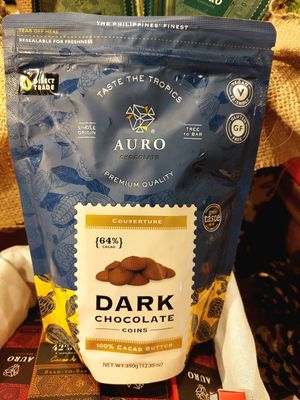 THE PHILIPPINES' FINEST
TEAR OFF HERE
RESEALABLE FOR FRESHNESS
DIRECT
TRADE
TASTE THE TROPICS
SINGLE
ORIGIN
TREE
TO BAR
V
GF
AURO
CHOCOLATE
PREMIUM QUALITY
COUVERTURE
{64%}
CACAO
DARK
CHOCOLATE
COINS
100% CACAO BUTTER
NET WT. 350g (12.35 oz)
AURO
AURO